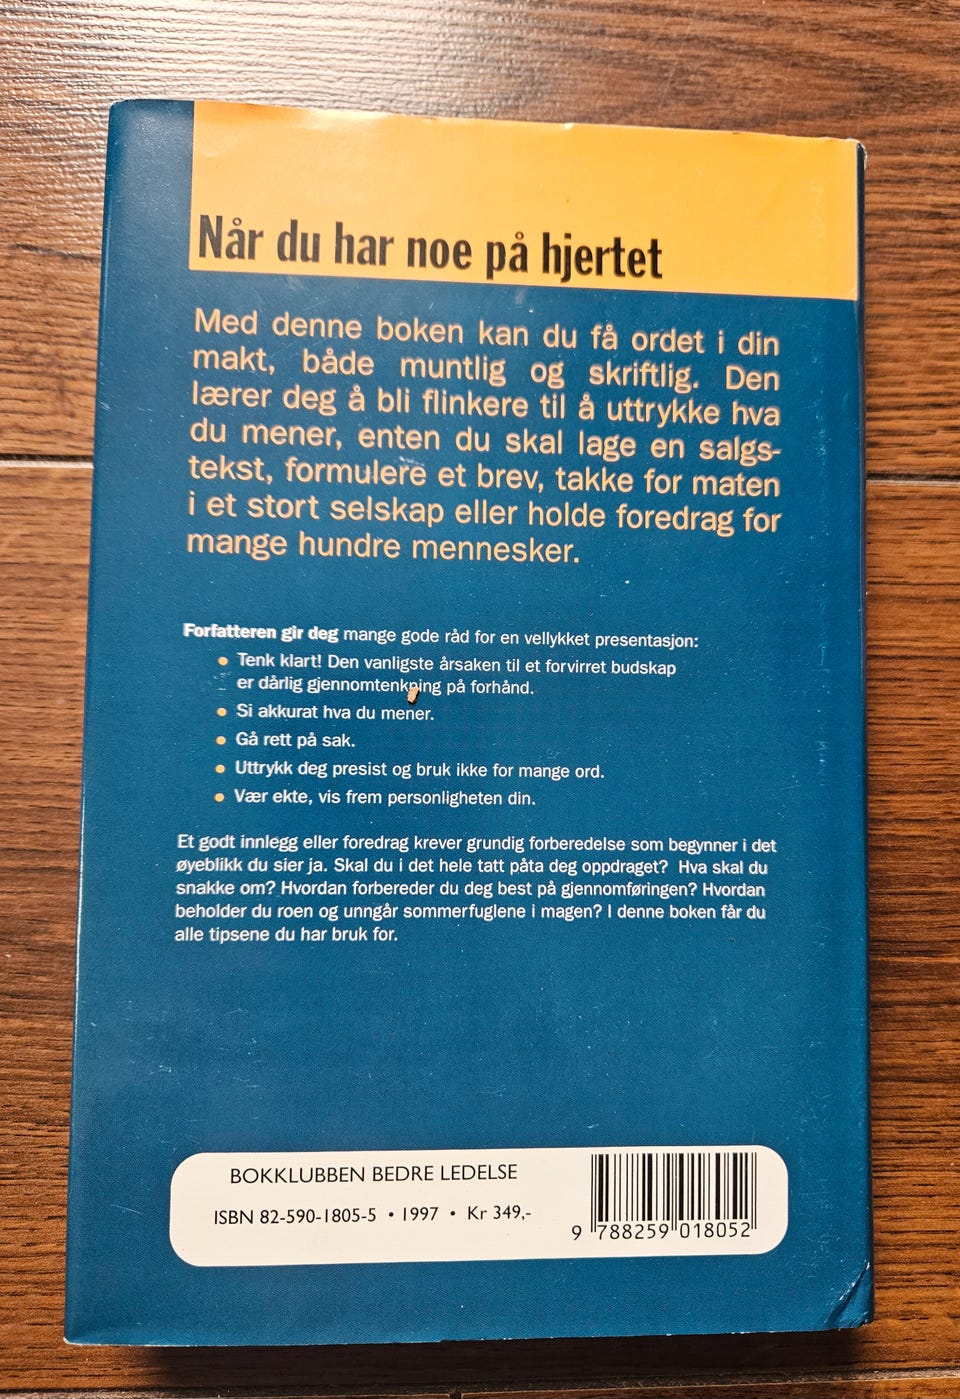 Når du har noe på hjertet
Med denne boken kan du få ordet i din
makt, både muntlig og skriftlig. Den
lærer deg å bli flinkere til å uttrykke hva
du mener, enten du skal lage en salgs-
tekst, formulere et brev, takke for maten
i et stort selskap eller holde foredrag for
mange hundre mennesker.
Forfatteren gir deg mange gode råd for en vellykket presentasjon:
• Tenk klart! Den vanligste årsaken til et forvirret budskap
er dårlig gjennomtenkning på forhånd.
• Si akkurat hva du mener.
• Gå rett på sak.
• Uttrykk deg presist og bruk ikke for mange ord.
• Vær ekte, vis frem personligheten din.
Et godt innlegg eller foredrag krever grundig forberedelse som begynner i det
øyeblikk du sier ja. Skal du i det hele tatt påta deg oppdraget? Hva skal du
snakke om? Hvordan forbereder du deg best på gjennomføringen? Hvordan
beholder du roen og unngår sommerfuglene i magen? I denne boken får du
alle tipsene du har bruk for.
BOKKLUBBEN BEDRE LEDELSE
ISBN 82-590-1805-5 • 1997 • Kr 349,-
9 788259 018052